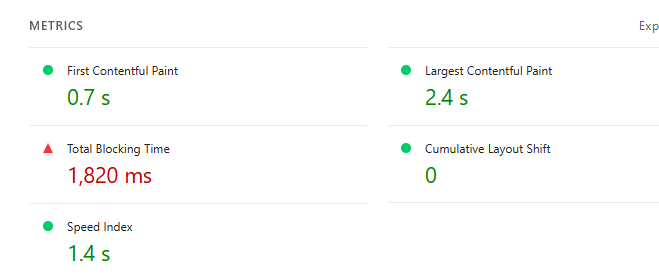 METRICS
Exp
First Contentful Paint
0.7 s
Largest Contentful Paint
2.4 s
Total Blocking Time
1,820 ms
Cumulative Layout Shift
0
Speed Index
1.4 s